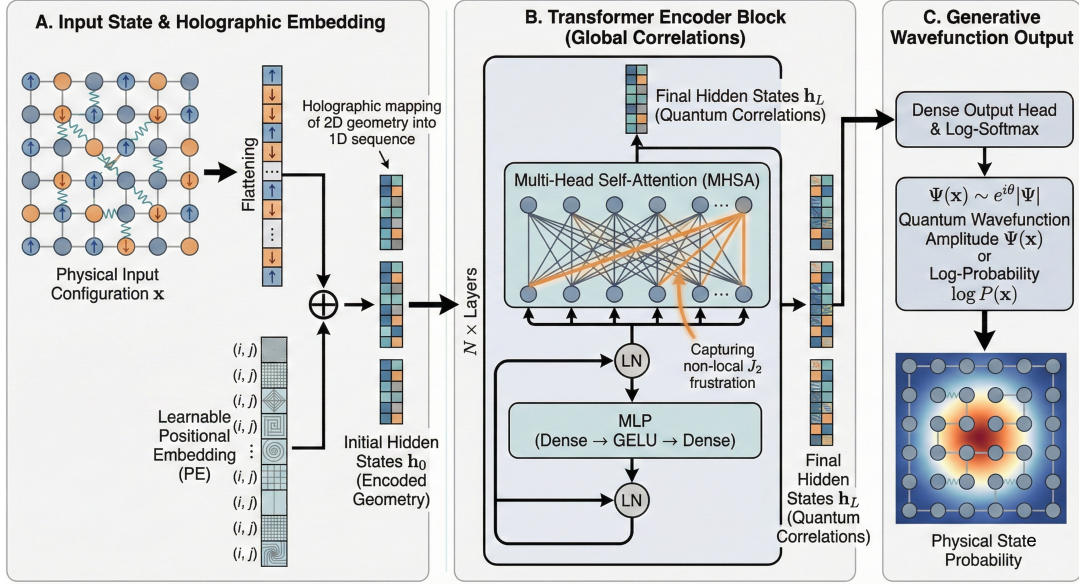 A. Input State & Holographic Embedding
Flattening
Holographic mapping
of 2D geometry into
1D sequence
Physical Input
Configuration x
(i, j)
(i, j)
(i, j)
(i, j)
(i, j)
(i, j)
(i, j)
(i, j)
Learnable
Positional
Embedding
(PE)
Initial Hidden
States h₀
(Encoded
Geometry)
B. Transformer Encoder Block
(Global Correlations)
N × Layers
Final Hidden States h_L
(Quantum Correlations)
Multi-Head Self-Attention (MHSA)
LN
Capturing
non-local J₂
frustration
MLP
(Dense → GELU → Dense)
LN
Final
Hidden
States h_L
(Quantum
Correlations)
C. Generative
Wavefunction Output
Dense Output Head
& Log-Softmax
Ψ(x) ∼ e^{iθ}|Ψ|
Quantum Wavefunction
Amplitude Ψ(x)
or
Log-Probability
log P(x)
Physical State
Probability